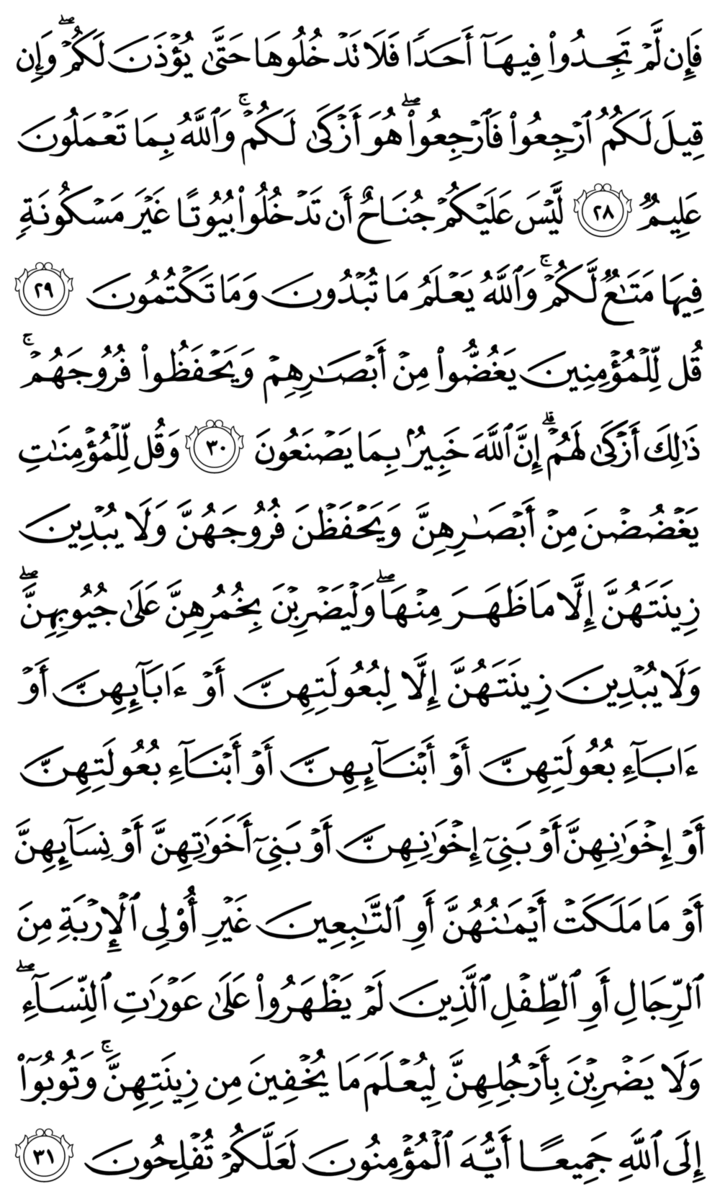 فَإِن لَّمْ تَجِدُوا۟ فِيهَآ أَحَدًا فَلَا تَدْخُلُوهَا حَتَّىٰ يُؤْذَنَ لَكُمْ ۖ وَإِن
قِيلَ لَكُمُ ٱرْجِعُوا۟ فَٱرْجِعُوا۟ ۖ هُوَ أَزْكَىٰ لَكُمْ ۚ وَٱللَّهُ بِمَا تَعْمَلُونَ
عَلِيمٌ ٢٨ لَّيْسَ عَلَيْكُمْ جُنَاحٌ أَن تَدْخُلُوا۟ بُيُوتًا غَيْرَ مَسْكُونَةٍ
فِيهَا مَتَـٰعٌ لَّكُمْ ۚ وَٱللَّهُ يَعْلَمُ مَا تُبْدُونَ وَمَا تَكْتُمُونَ ٢٩
قُل لِّلْمُؤْمِنِينَ يَغُضُّوا۟ مِنْ أَبْصَـٰرِهِمْ وَيَحْفَظُوا۟ فُرُوجَهُمْ ۚ
ذَٰلِكَ أَزْكَىٰ لَهُمْ ۗ إِنَّ ٱللَّهَ خَبِيرٌۢ بِمَا يَصْنَعُونَ ٣٠ وَقُل لِّلْمُؤْمِنَـٰتِ
يَغْضُضْنَ مِنْ أَبْصَـٰرِهِنَّ وَيَحْفَظْنَ فُرُوجَهُنَّ وَلَا يُبْدِينَ
زِينَتَهُنَّ إِلَّا مَا ظَهَرَ مِنْهَا ۖ وَلْيَضْرِبْنَ بِخُمُرِهِنَّ عَلَىٰ جُيُوبِهِنَّ ۖ
وَلَا يُبْدِينَ زِينَتَهُنَّ إِلَّا لِبُعُولَتِهِنَّ أَوْ ءَابَآئِهِنَّ أَوْ
ءَابَآءِ بُعُولَتِهِنَّ أَوْ أَبْنَآئِهِنَّ أَوْ أَبْنَآءِ بُعُولَتِهِنَّ
أَوْ إِخْوَٰنِهِنَّ أَوْ بَنِىٓ إِخْوَٰنِهِنَّ أَوْ بَنِىٓ أَخَوَٰتِهِنَّ أَوْ نِسَآئِهِنَّ
أَوْ مَا مَلَكَتْ أَيْمَـٰنُهُنَّ أَوِ ٱلتَّـٰبِعِينَ غَيْرِ أُو۟لِى ٱلْإِرْبَةِ مِنَ
ٱلرِّجَالِ أَوِ ٱلطِّفْلِ ٱلَّذِينَ لَمْ يَظْهَرُوا۟ عَلَىٰ عَوْرَٰتِ ٱلنِّسَآءِ ۖ
وَلَا يَضْرِبْنَ بِأَرْجُلِهِنَّ لِيُعْلَمَ مَا يُخْفِينَ مِن زِينَتِهِنَّ ۚ وَتُوبُوٓا۟
إِلَى ٱللَّهِ جَمِيعًا أَيُّهَ ٱلْمُؤْمِنُونَ لَعَلَّكُمْ تُفْلِحُونَ ٣١